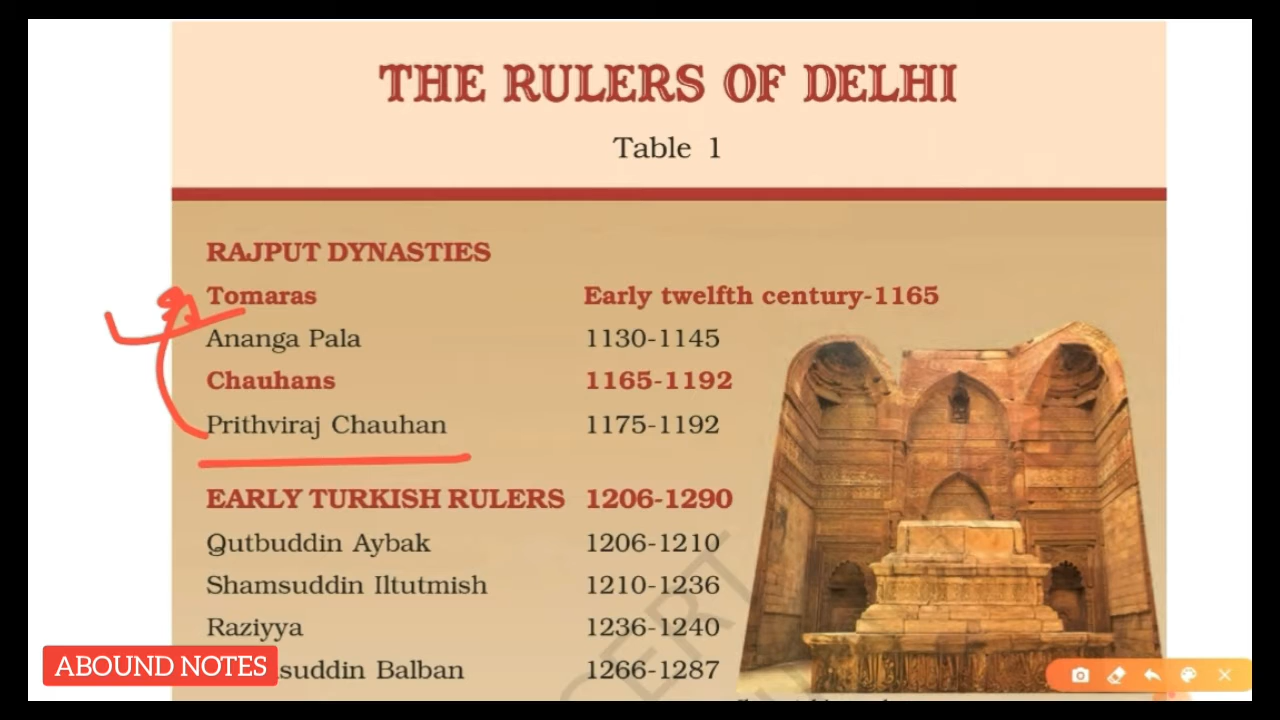 THE RULERS OF DELHI
Table 1
RAJPUT DYNASTIES
Tomaras Early twelfth century-1165
Ananga Pala 1130-1145
Chauhans 1165-1192
Prithviraj Chauhan 1175-1192
EARLY TURKISH RULERS 1206-1290
Qutbuddin Aybak 1206-1210
Shamsuddin Iltutmish 1210-1236
Raziyya 1236-1240
suddin Balban 1266-1287
ABOUND NOTES